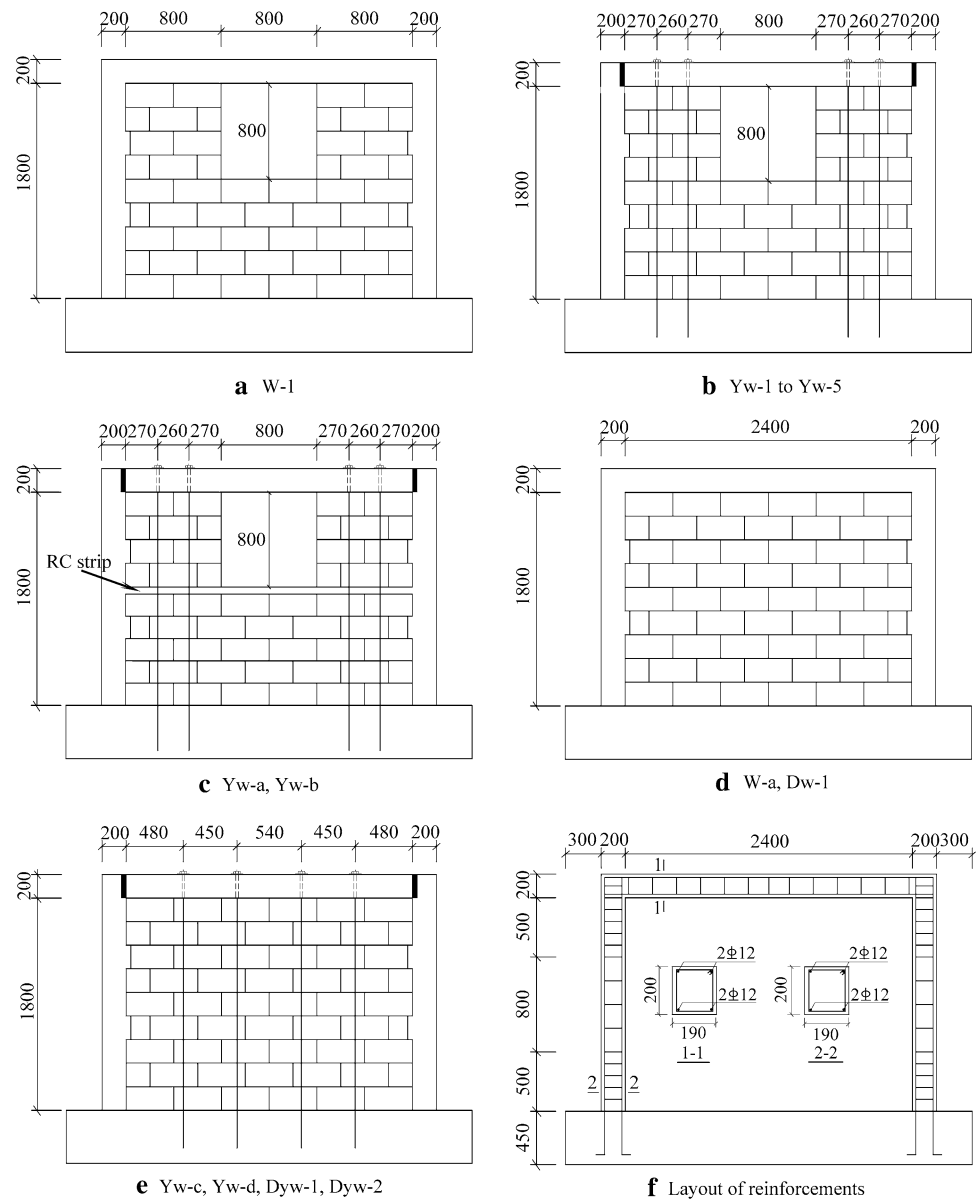 200 800 800 800 200
200
1800
800
a W-1
200 270 260 270 800 270 260 270 200
200
1800
800
b Yw-1 to Yw-5
200 270 260 270 800 270 260 270 200
200
1800
800
RC strip
c Yw-a, Yw-b
200 2400 200
200
1800
d W-a, Dw-1
200 480 450 540 450 480 200
200
1800
e Yw-c, Yw-d, Dyw-1, Dyw-2
300 200 2400 200 300
200
500
800
500
450
1
1
2Φ12
2Φ12
200
190
1-1
2Φ12
2Φ12
200
190
2-2
2 2
f Layout of reinforcements